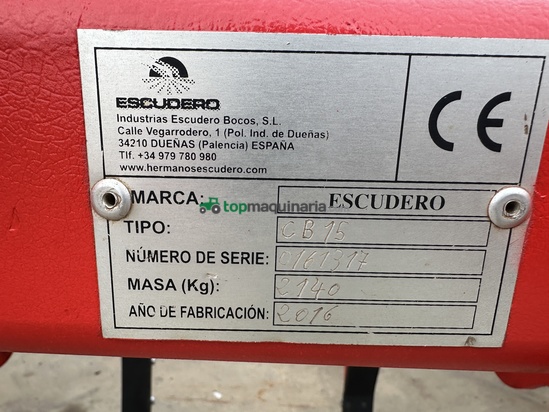 ESCUDERO
Industrias Escudero Bocos, S.L.
Calle Vegarrodero, 1 (Pol. Ind. de Dueñas)
34210 DUEÑAS (Palencia) ESPAÑA
Tlf. +34 979 780 980
www.hermanosescudero.com
CE
MARCA: ESCUDERO
topmaquinaria
TIPO: CB15
NÚMERO DE SERIE: C161317
MASA (Kg): 2140
AÑO DE FABRICACIÓN: 2016